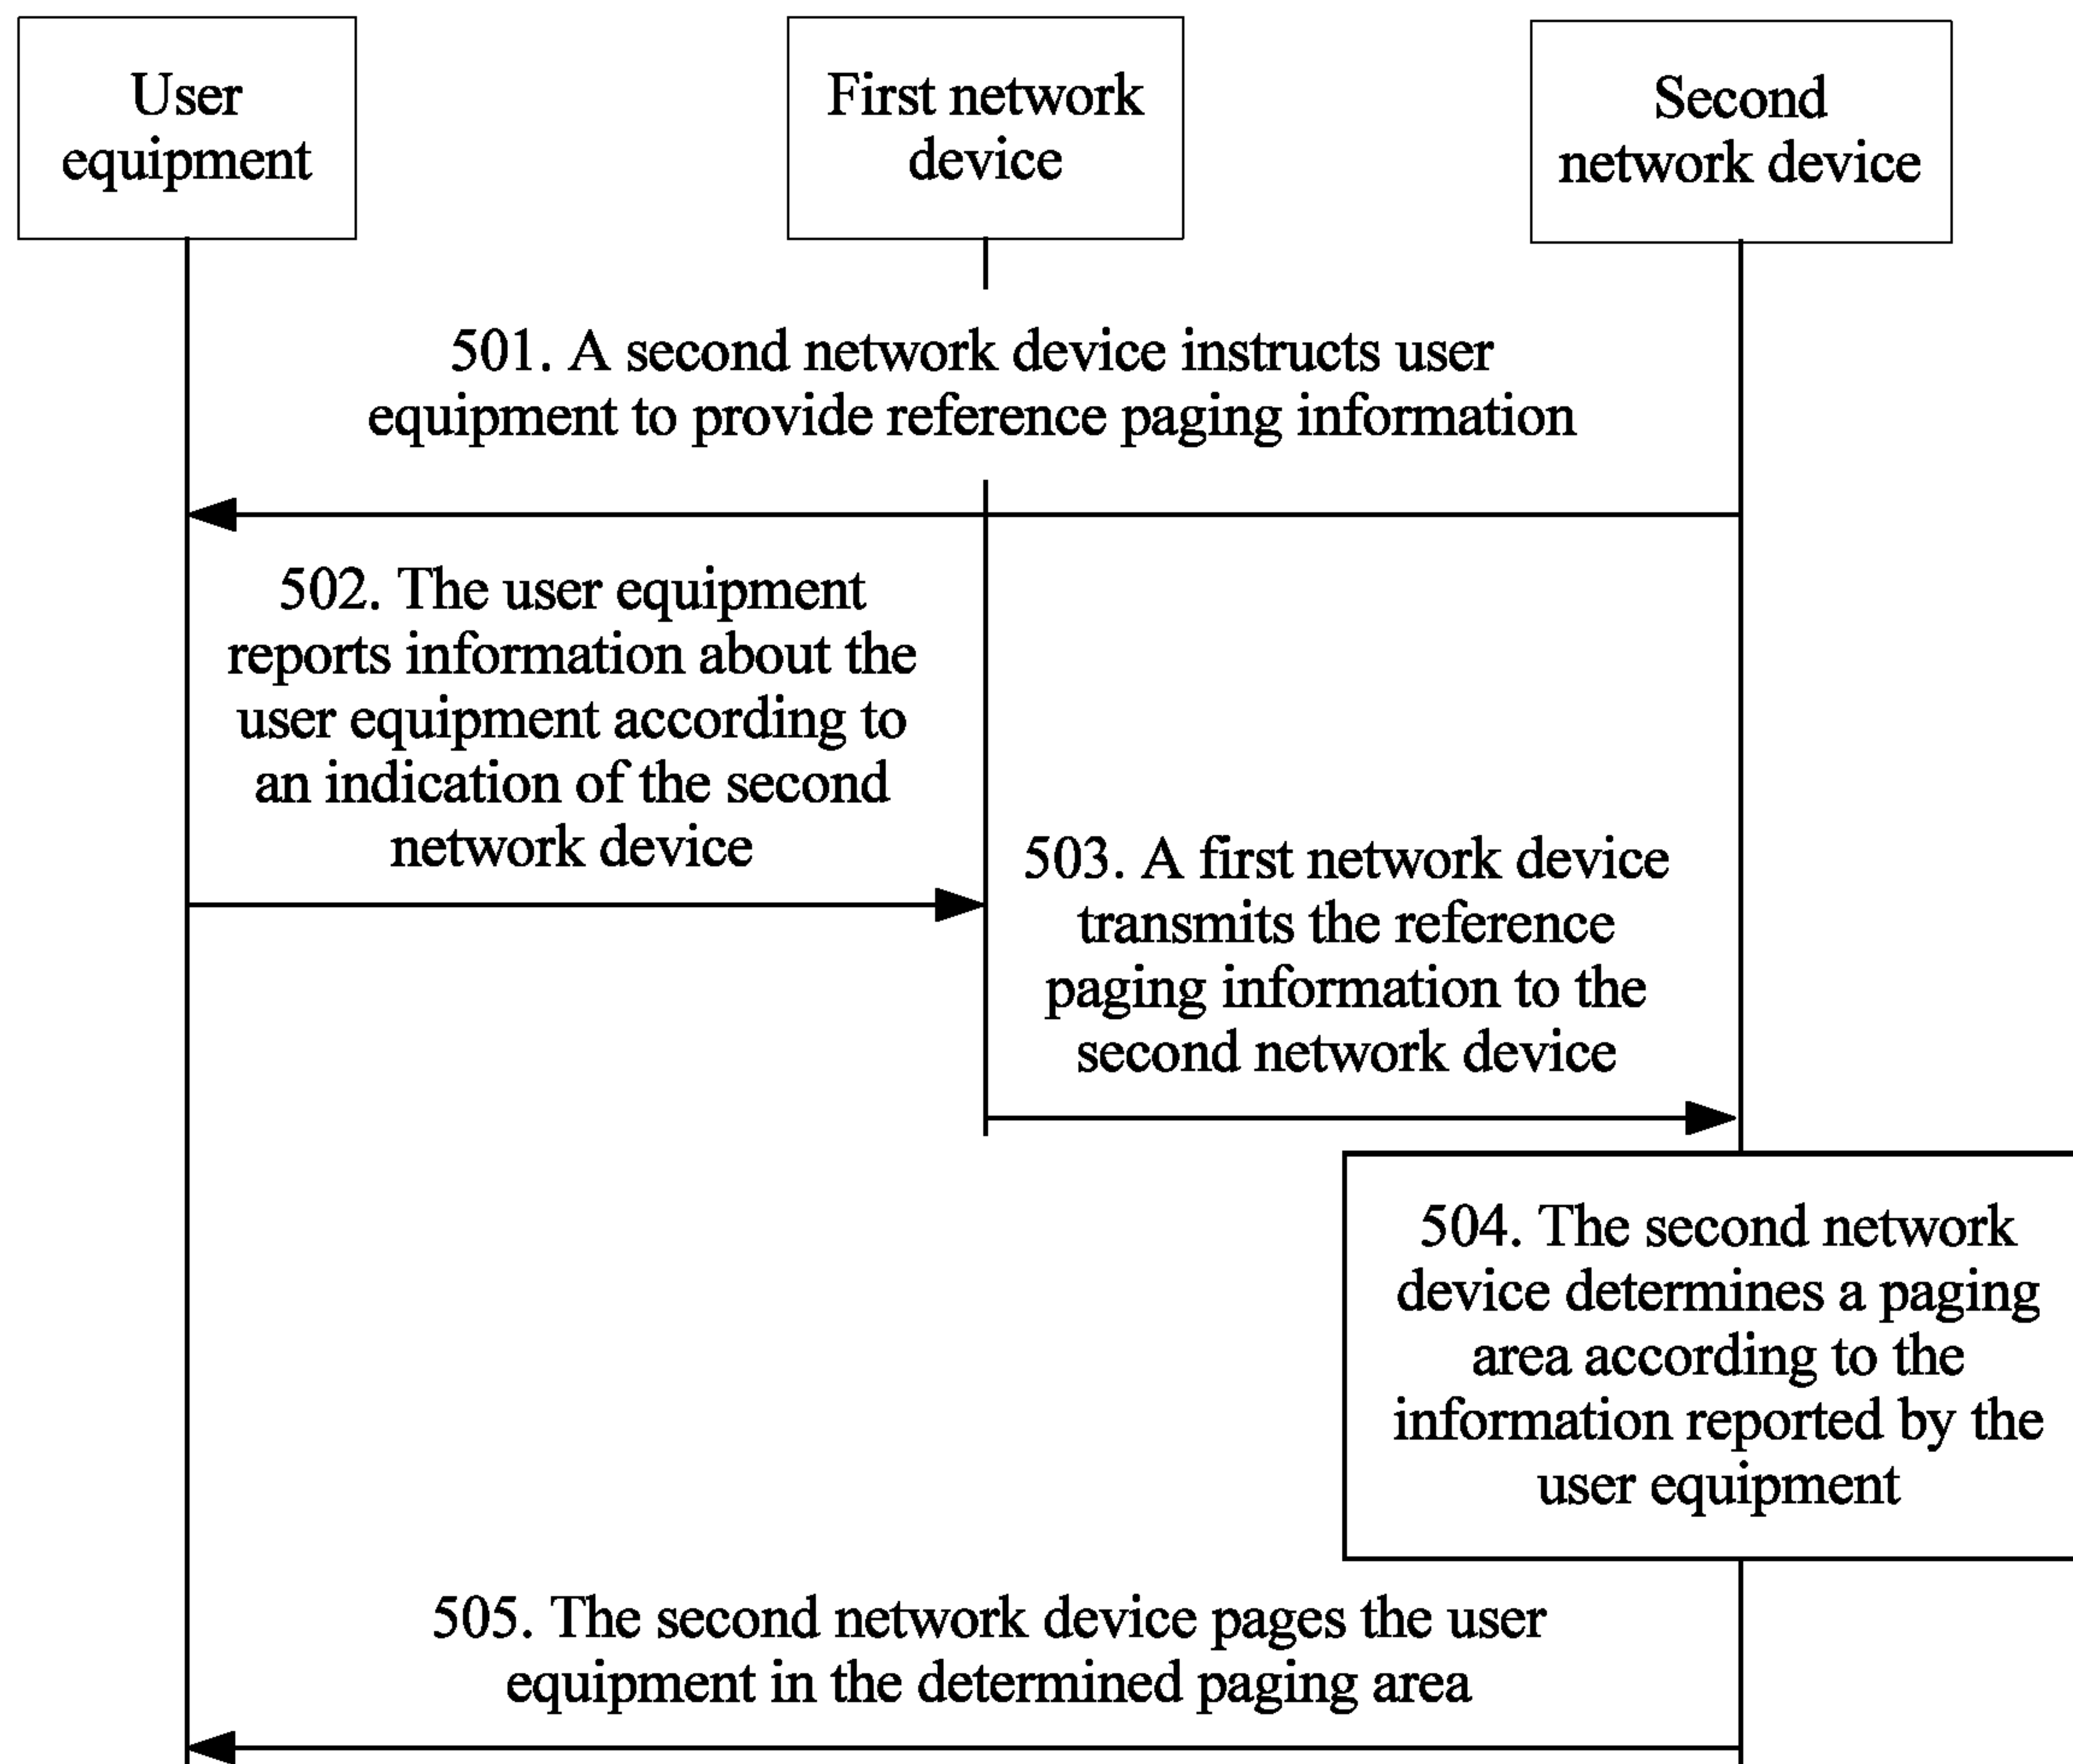 User
equipment
First network
device
Second
network device
501. A second network device instructs user
equipment to provide reference paging information
502. The user equipment
reports information about the
user equipment according to
an indication of the second
network device
503. A first network device
transmits the reference
paging information to the
second network device
504. The second network
device determines a paging
area according to the
information reported by the
user equipment
505. The second network device pages the user
equipment in the determined paging area